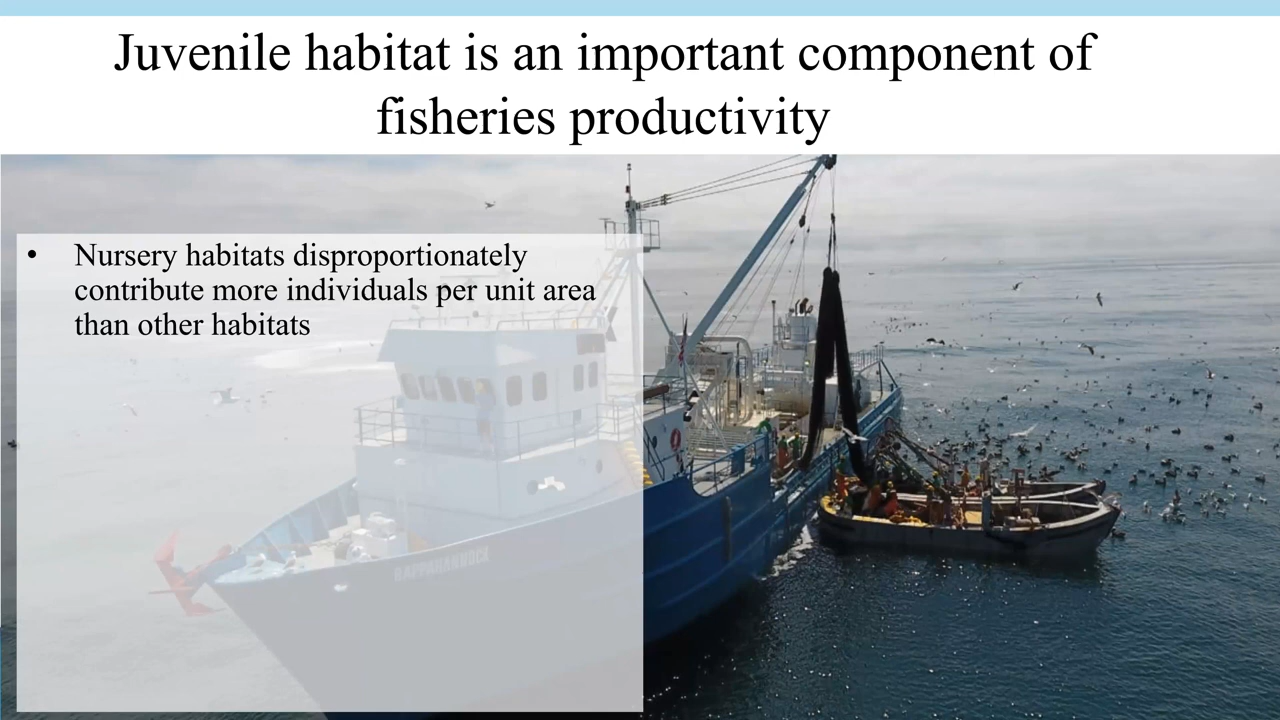 Juvenile habitat is an important component of
fisheries productivity
• Nursery habitats disproportionately
contribute more individuals per unit area
than other habitats
RAPPAHANNOCK